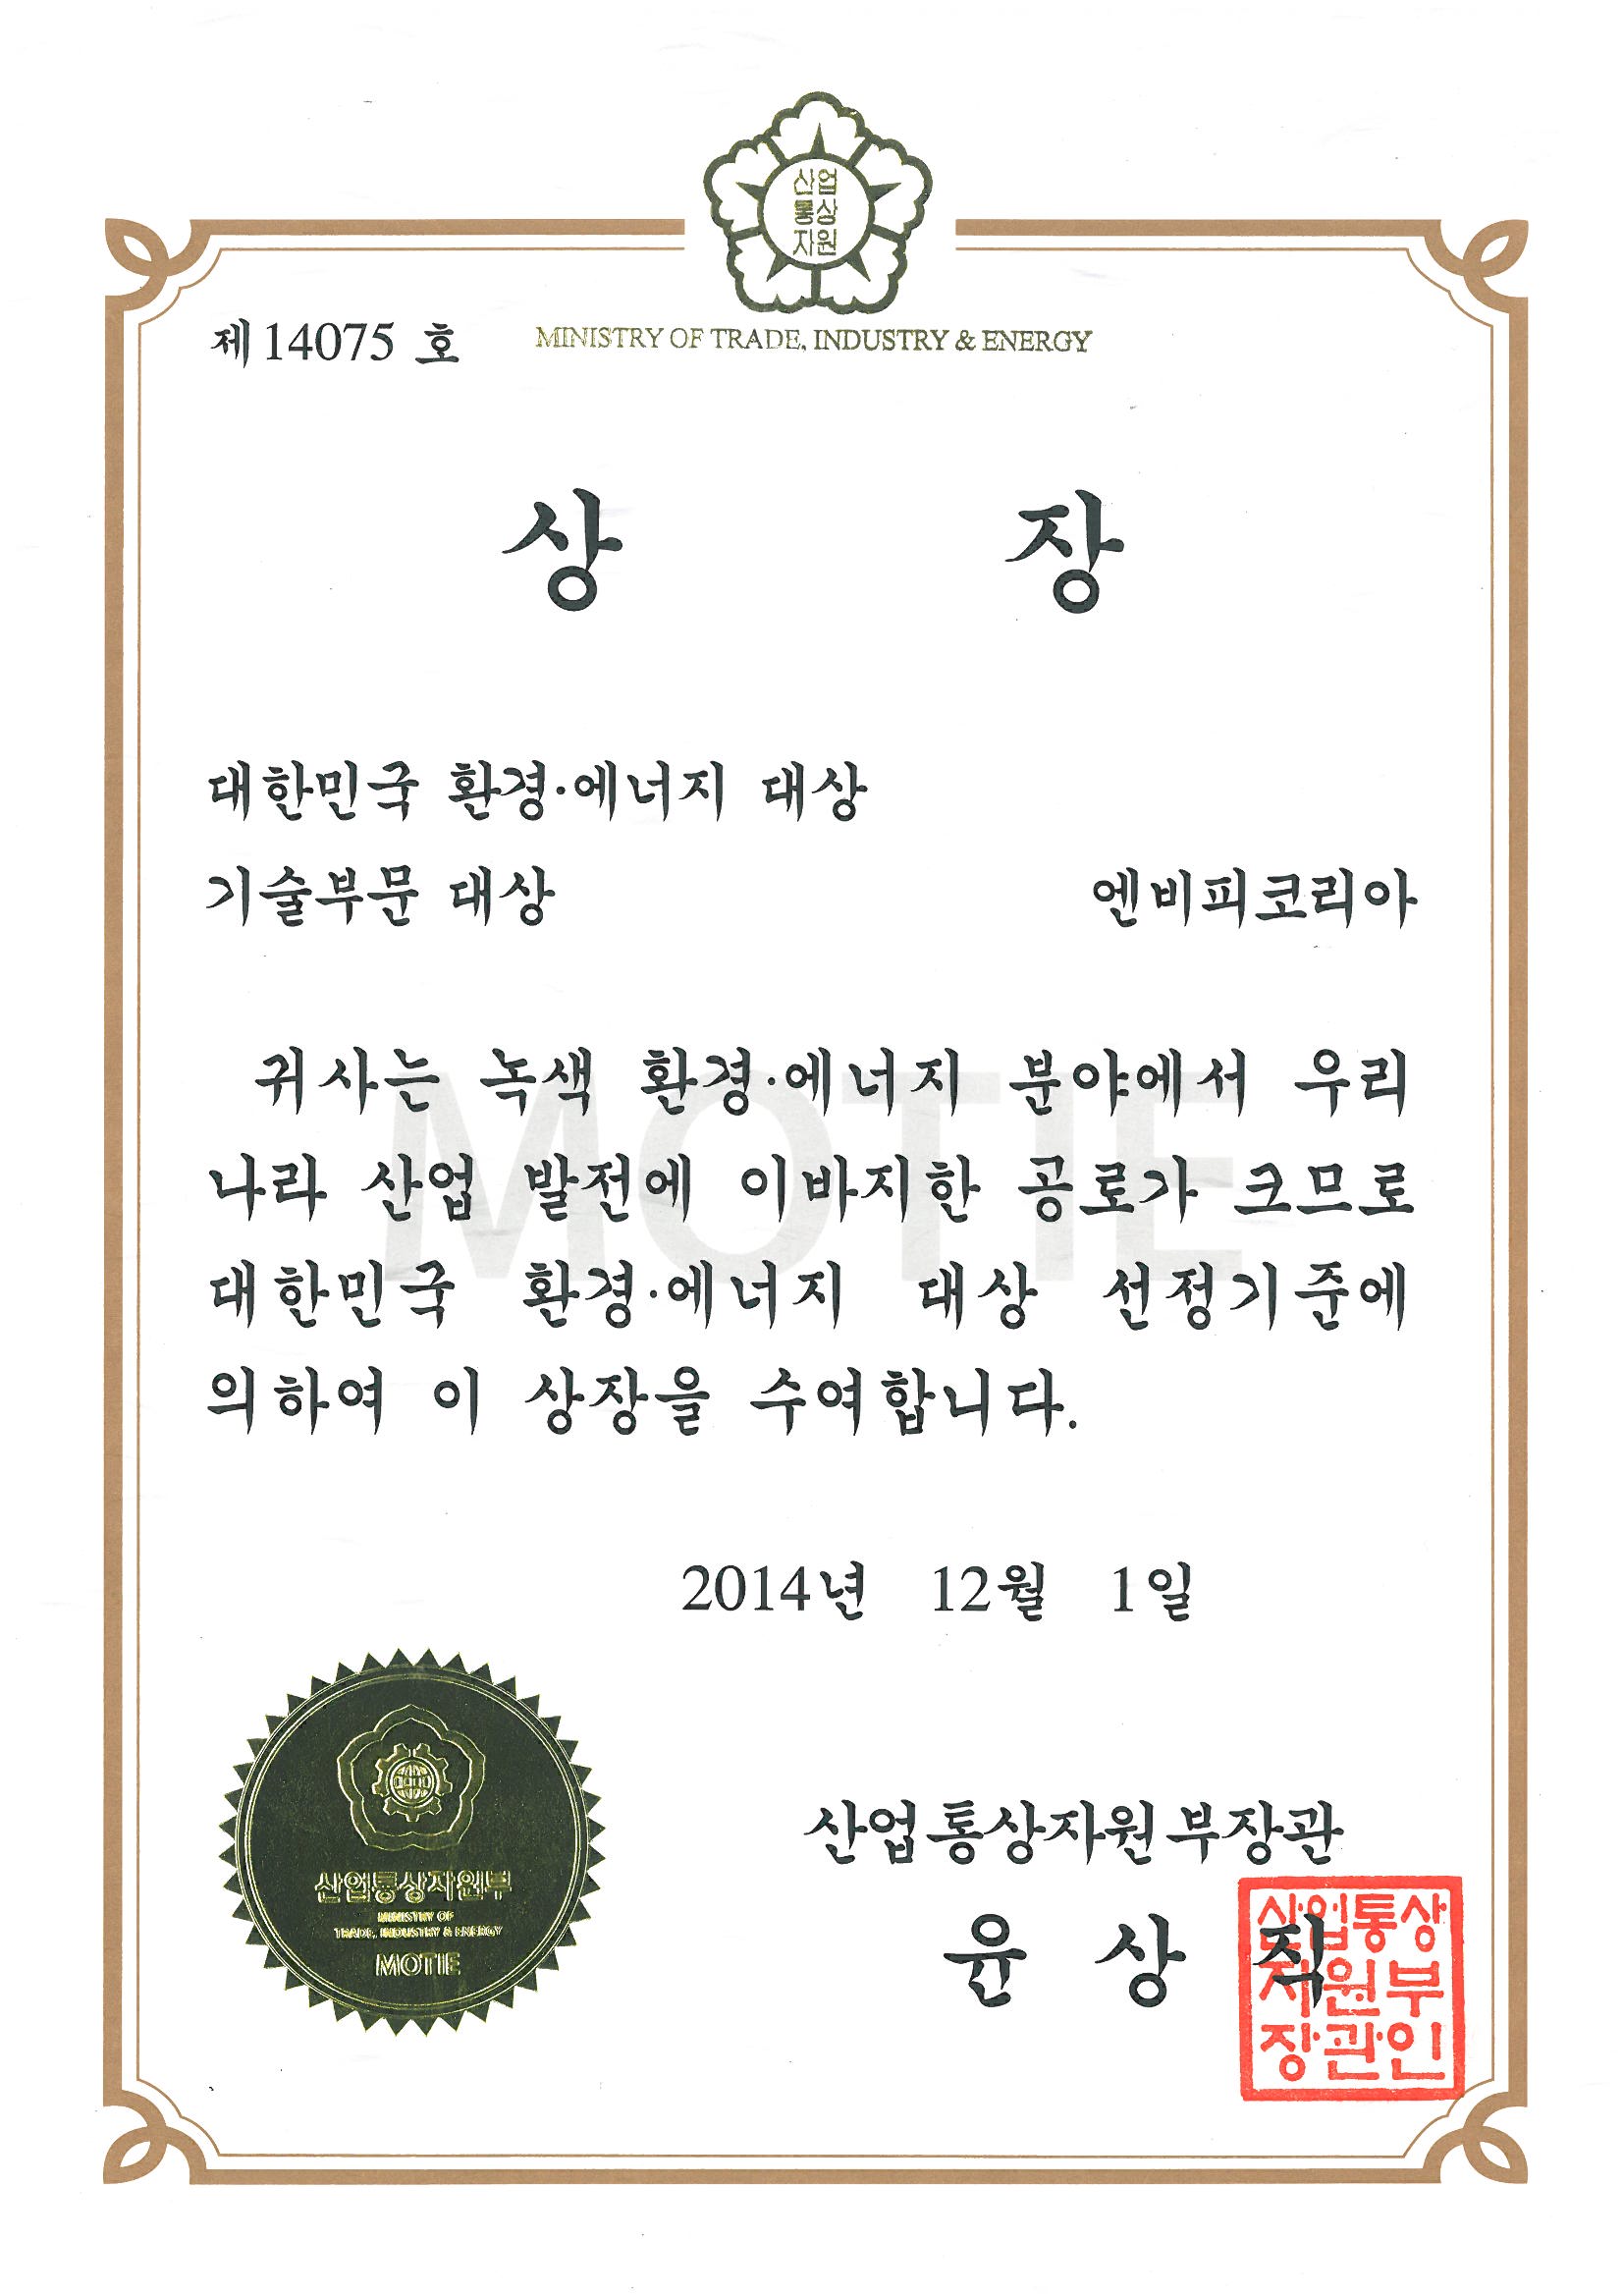 산업
통상
자원
제 14075 호
MINISTRY OF TRADE, INDUSTRY & ENERGY
상 장
대한민국 환경·에너지 대상
기술부문 대상 엔비피코리아
귀사는 녹색 환경·에너지 분야에서 우리
나라 산업 발전에 이바지한 공로가 크므로
대한민국 환경·에너지 대상 선정기준에
의하여 이 상장을 수여합니다.
MOTIE
2014년 12월 1일
산업통상자원부
MINISTRY OF
TRADE, INDUSTRY & ENERGY
MOTIE
산업통상자원부장관
윤 상 직
산업통상
자원부
장관인